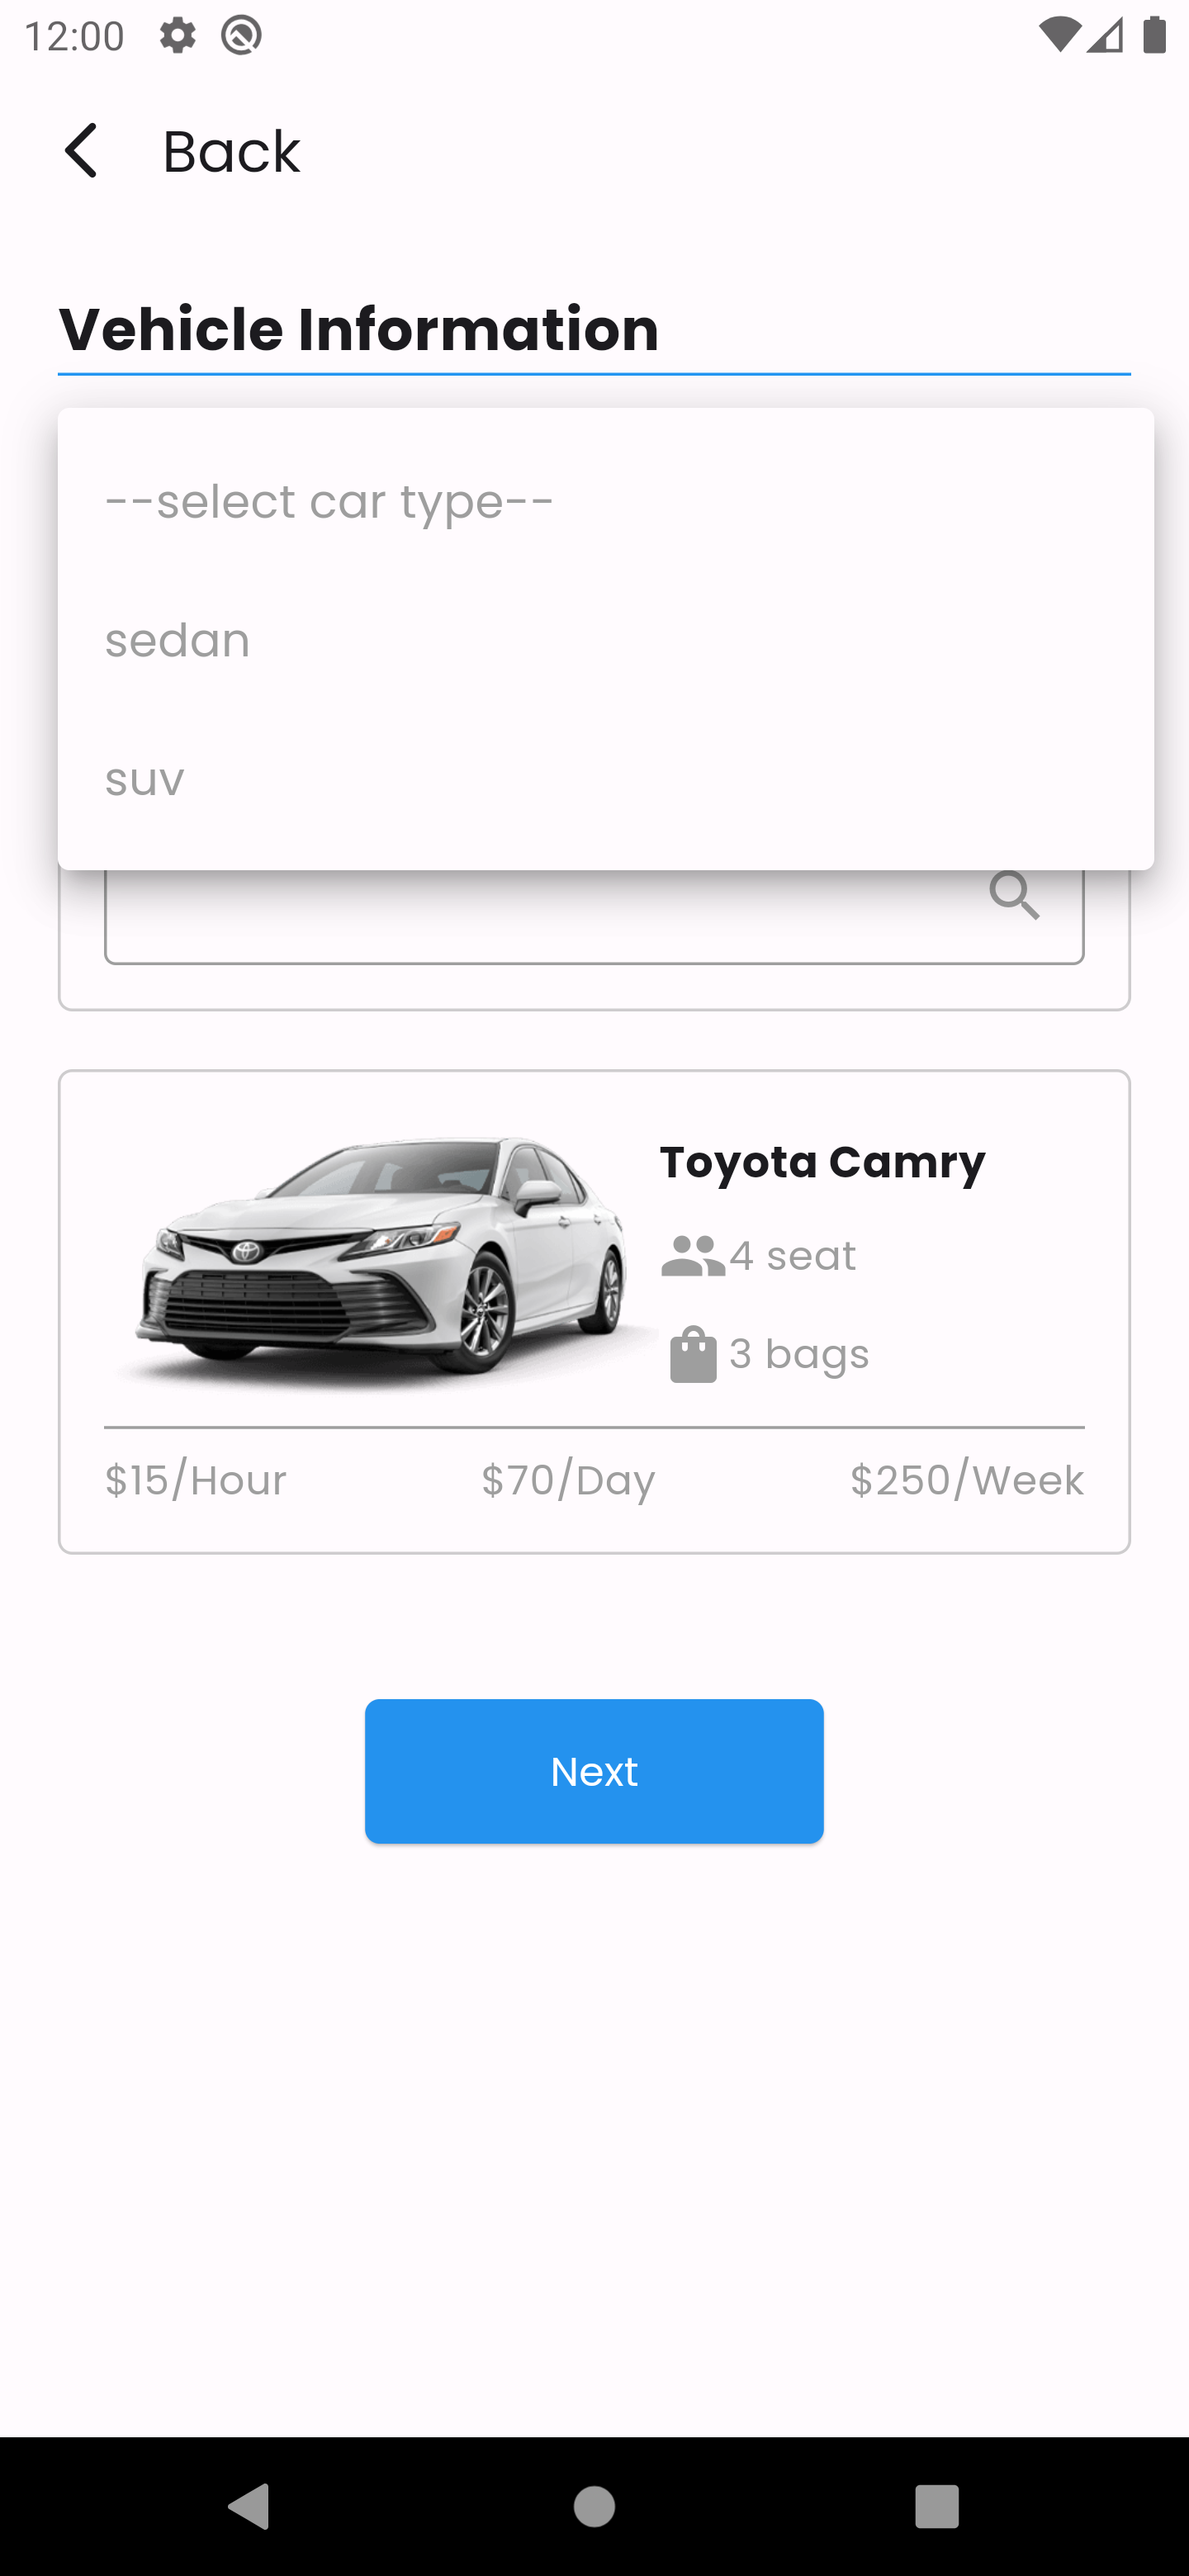 12:00
Back
Vehicle Information
--select car type--
sedan
suv
Toyota Camry
4 seat
3 bags
$15/Hour $70/Day $250/Week
Next